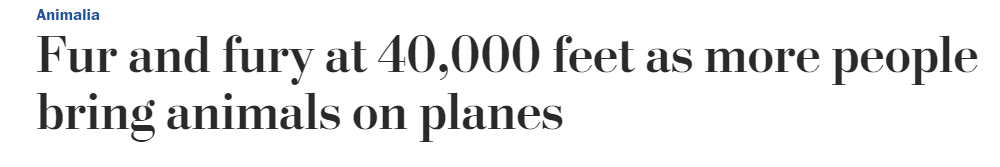 Animalia
Fur and fury at 40,000 feet as more people
bring animals on planes